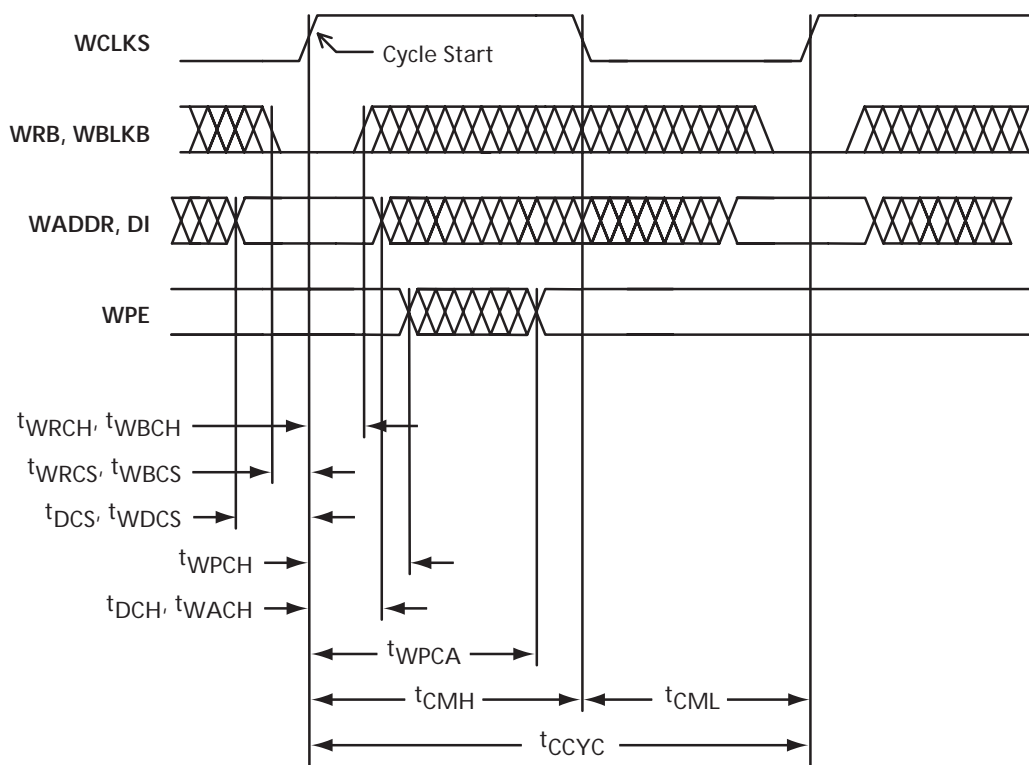 WCLKS
Cycle Start
WRB, WBLKB
WADDR, DI
WPE
tWRCH, tWBCH
tWRCS, tWBCS
tDCS, tWDCS
tWPCH
tDCH, tWACH
tWPCA
tCMH
tCML
tCCYC